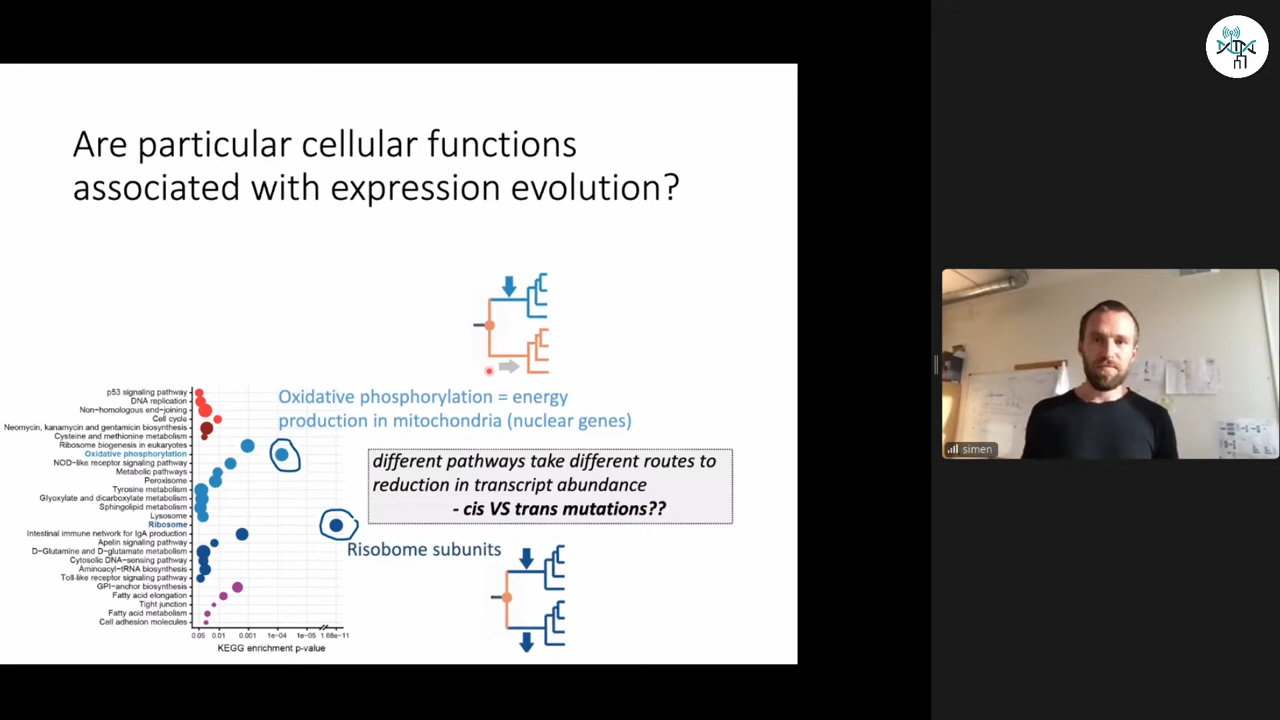 Are particular cellular functions
associated with expression evolution?
p53 signaling pathway
DNA replication
Non-homologous end-joining
Cell cycle
Neomycin, kanamycin and gentamicin biosynthesis
Cysteine and methionine metabolism
Ribosome biogenesis in eukaryotes
Oxidative phosphorylation
NOD-like receptor signaling pathway
Metabolic pathways
Peroxisome
Tyrosine metabolism
Glyoxylate and dicarboxylate metabolism
Sphingolipid metabolism
Lysosome
Ribosome
Intestinal immune network for IgA production
Apelin signaling pathway
D-Glutamine and D-glutamate metabolism
Cytosolic DNA-sensing pathway
Aminoacyl-tRNA biosynthesis
Toll-like receptor signaling pathway
GPI-anchor biosynthesis
Fatty acid elongation
Tight junction
Fatty acid metabolism
Cell adhesion molecules
0.05 0.01 0.001 1e-04 1e-05 1.68e-11
KEGG enrichment p-value
Oxidative phosphorylation = energy
production in mitochondria (nuclear genes)
different pathways take different routes to
reduction in transcript abundance
- cis VS trans mutations??
Risobome subunits
simen